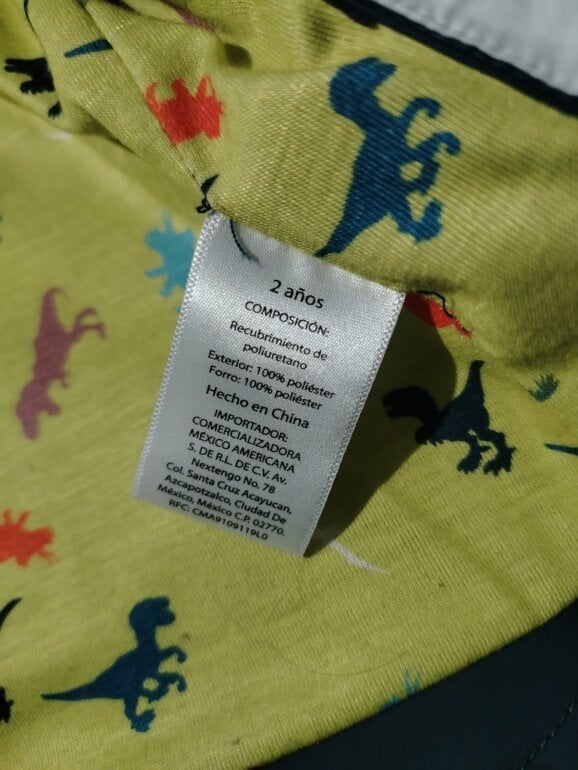 2 años
COMPOSICIÓN:
Recubrimiento de
poliuretano
Exterior: 100% poliéster
Forro: 100% poliéster
Hecho en China
IMPORTADOR:
COMERCIALIZADORA
MÉXICO AMERICANA
S. DE R.L. DE C.V. AV.
Nextengo No. 78
Col. Santa Cruz Acayucan,
Azcapotzalco, Ciudad De
México, México C.P. 02770.
RFC: CMA9109119L0